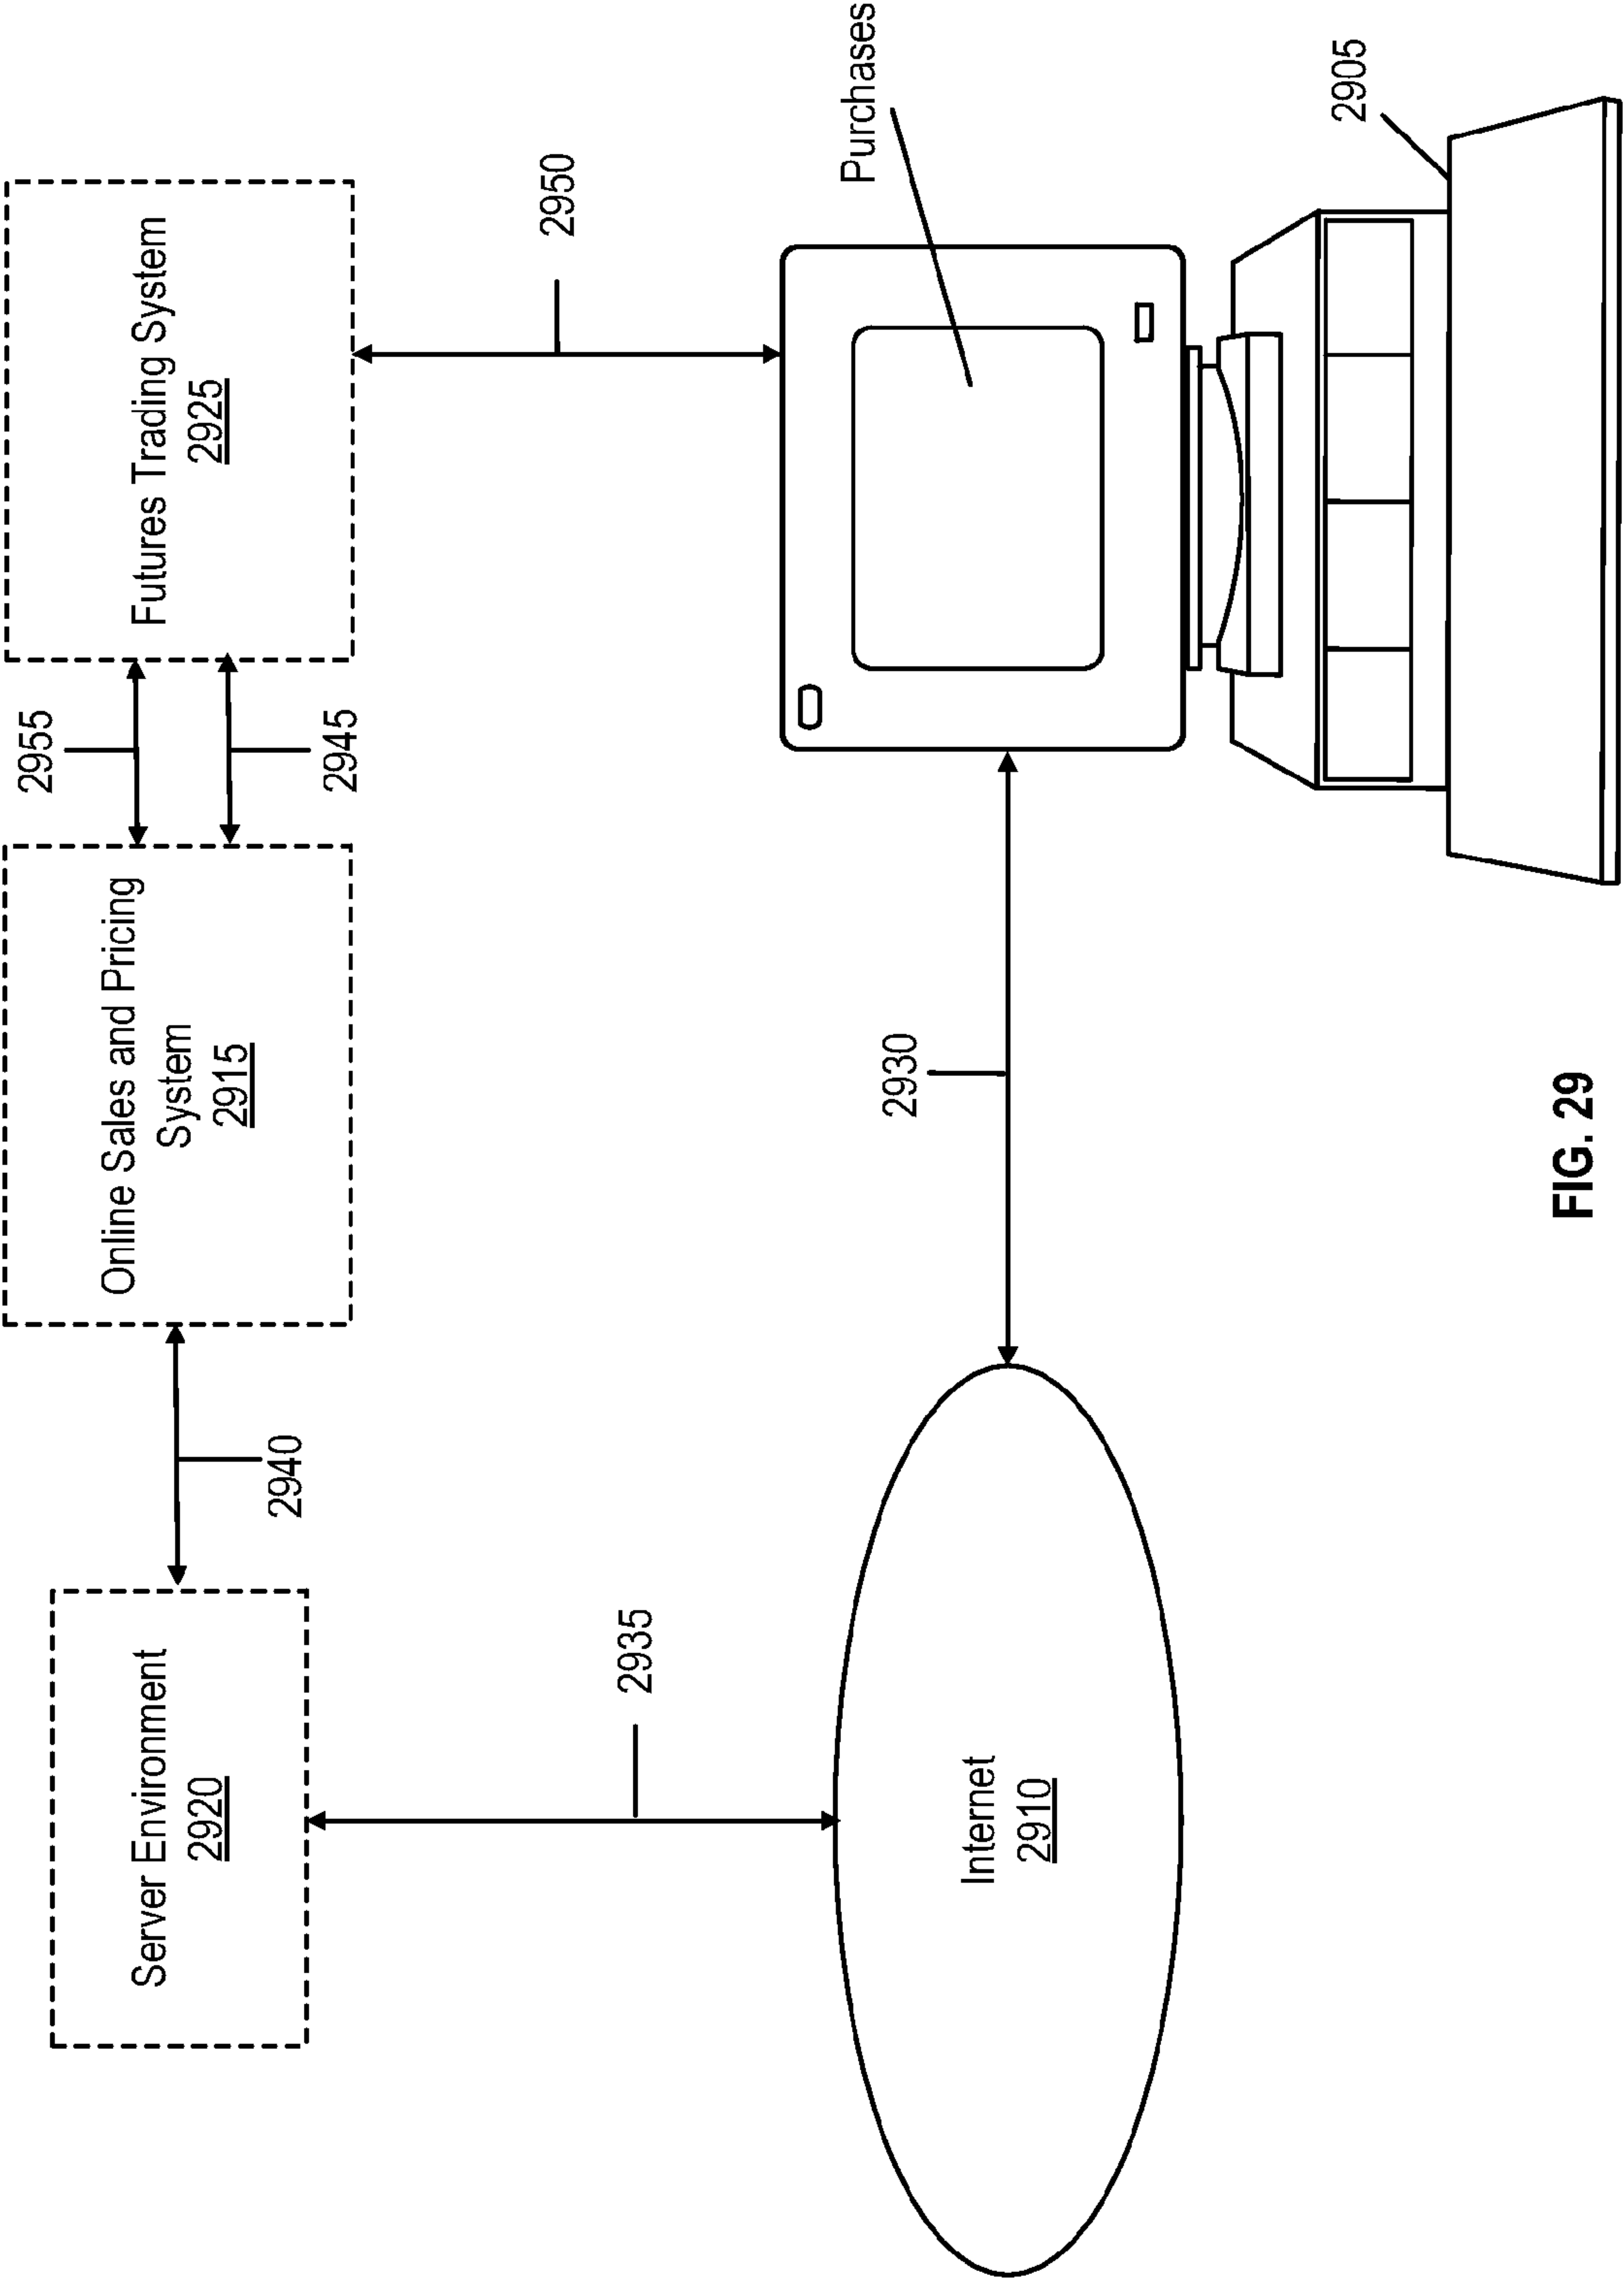 Server Environment
2920
2940
Online Sales and Pricing
System
2915
2955
2945
Futures Trading System
2925
2935
2950
Internet
2910
2930
Purchases
2905
FIG. 29